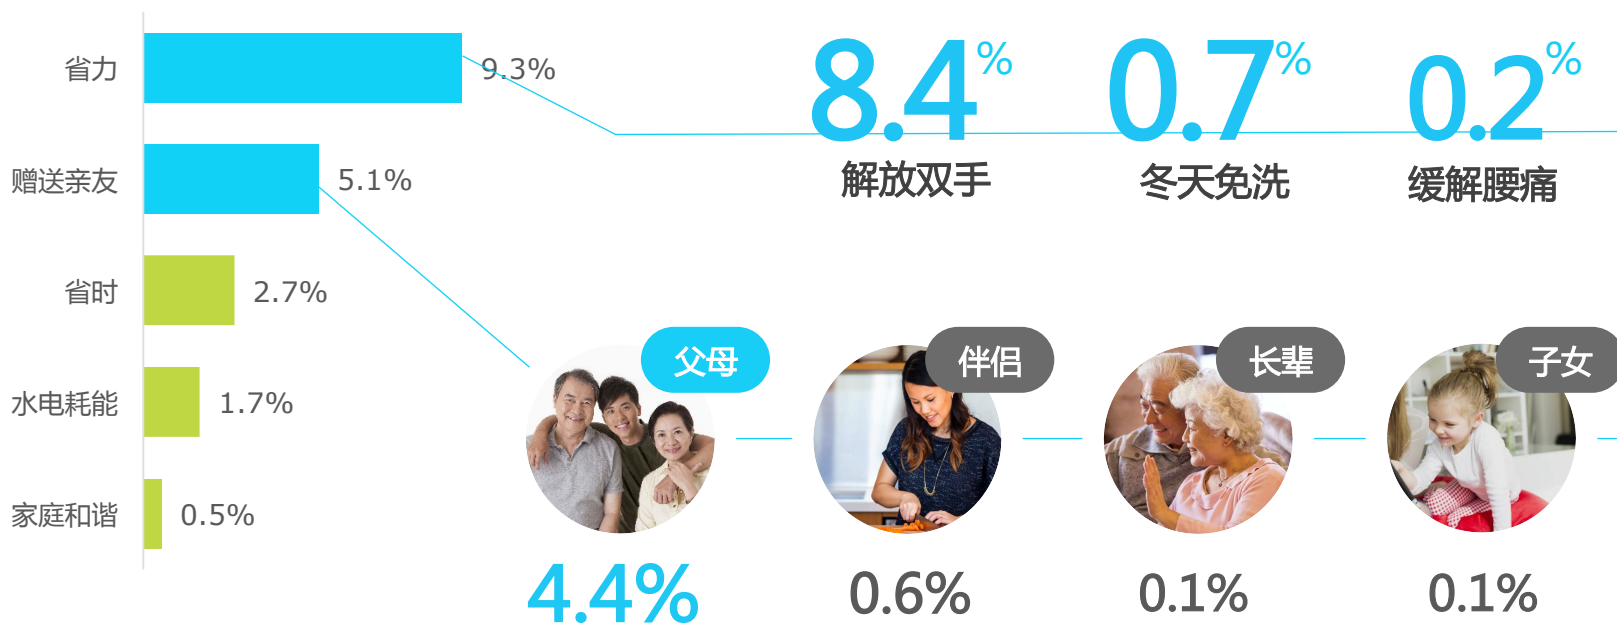 省力 9.3%
赠送亲友 5.1%
省时 2.7%
水电耗能 1.7%
家庭和谐 0.5%
8.4% 0.7% 0.2%
解放双手 冬天免洗 缓解腰痛
父母 伴侣 长辈 子女
4.4% 0.6% 0.1% 0.1%